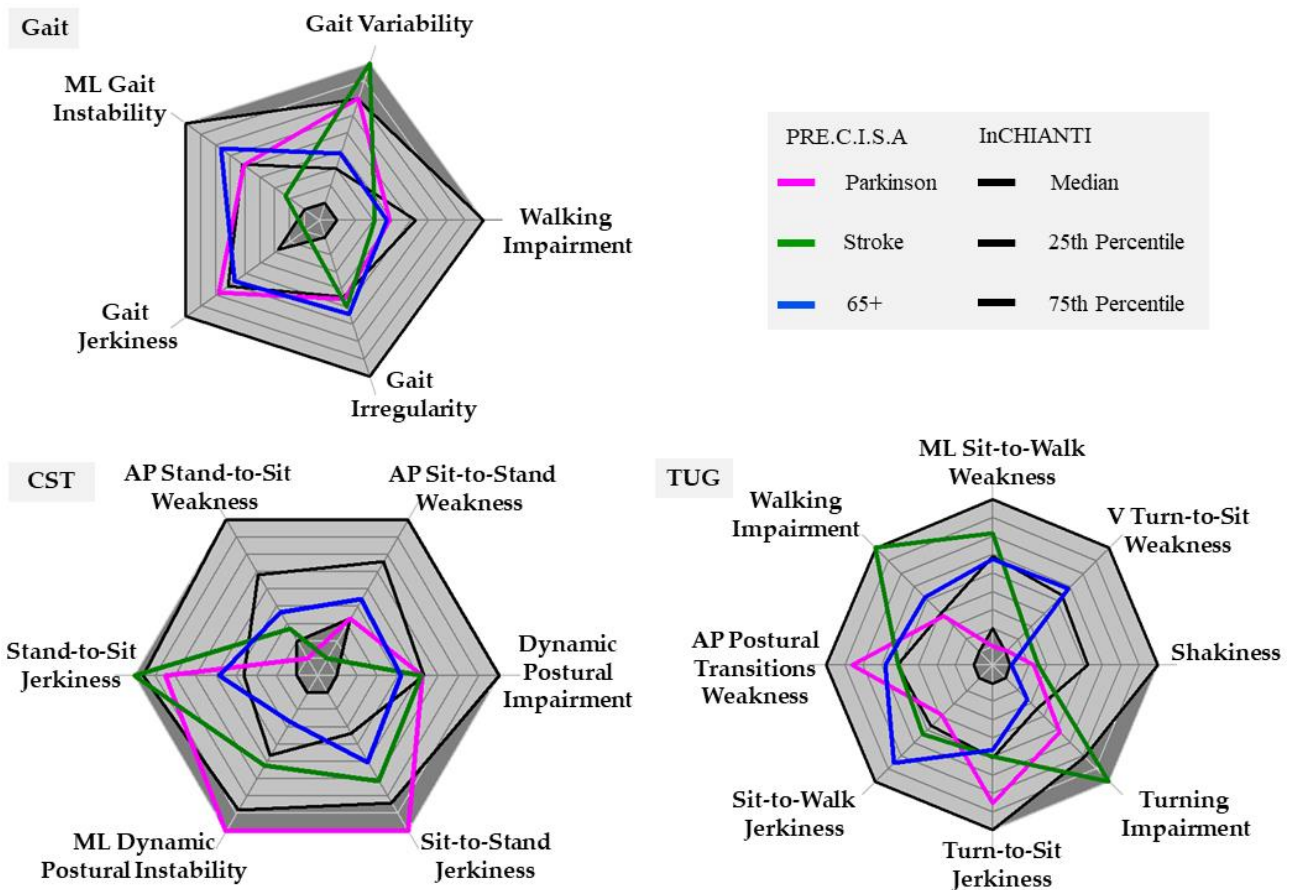 Gait
Gait Variability
ML Gait
Instability
Walking
Impairment
Gait
Jerkiness
Gait
Irregularity
PRE.C.I.S.A
InCHIANTI
Parkinson
Median
Stroke
25th Percentile
65+
75th Percentile
CST
AP Stand-to-Sit
Weakness
AP Sit-to-Stand
Weakness
Stand-to-Sit
Jerkiness
Dynamic
Postural
Impairment
ML Dynamic
Postural Instability
Sit-to-Stand
Jerkiness
TUG
ML Sit-to-Walk
Weakness
Walking
Impairment
V Turn-to-Sit
Weakness
AP Postural
Transitions
Weakness
Shakiness
Sit-to-Walk
Jerkiness
Turn-to-Sit
Jerkiness
Turning
Impairment